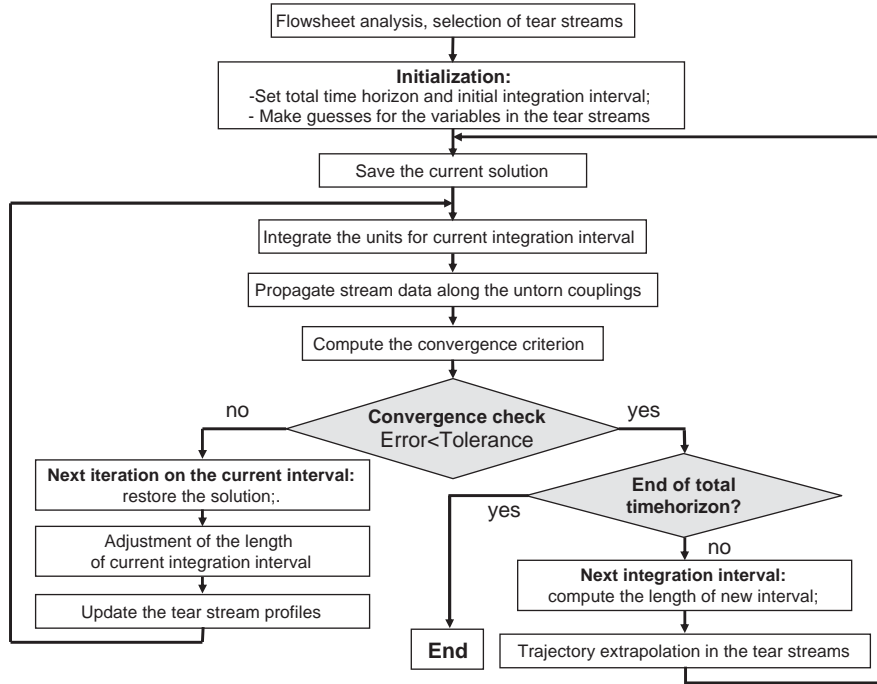 Flowsheet analysis, selection of tear streams
Initialization:
-Set total time horizon and initial integration interval;
- Make guesses for the variables in the tear streams
Save the current solution
Integrate the units for current integration interval
Propagate stream data along the untorn couplings
Compute the convergence criterion
no
Convergence check
Error<Tolerance
yes
Next iteration on the current interval:
restore the solution;.
Adjustment of the length
of current integration interval
Update the tear stream profiles
End of total
timehorizon?
yes
no
Next integration interval:
compute the length of new interval;
End
Trajectory extrapolation in the tear streams